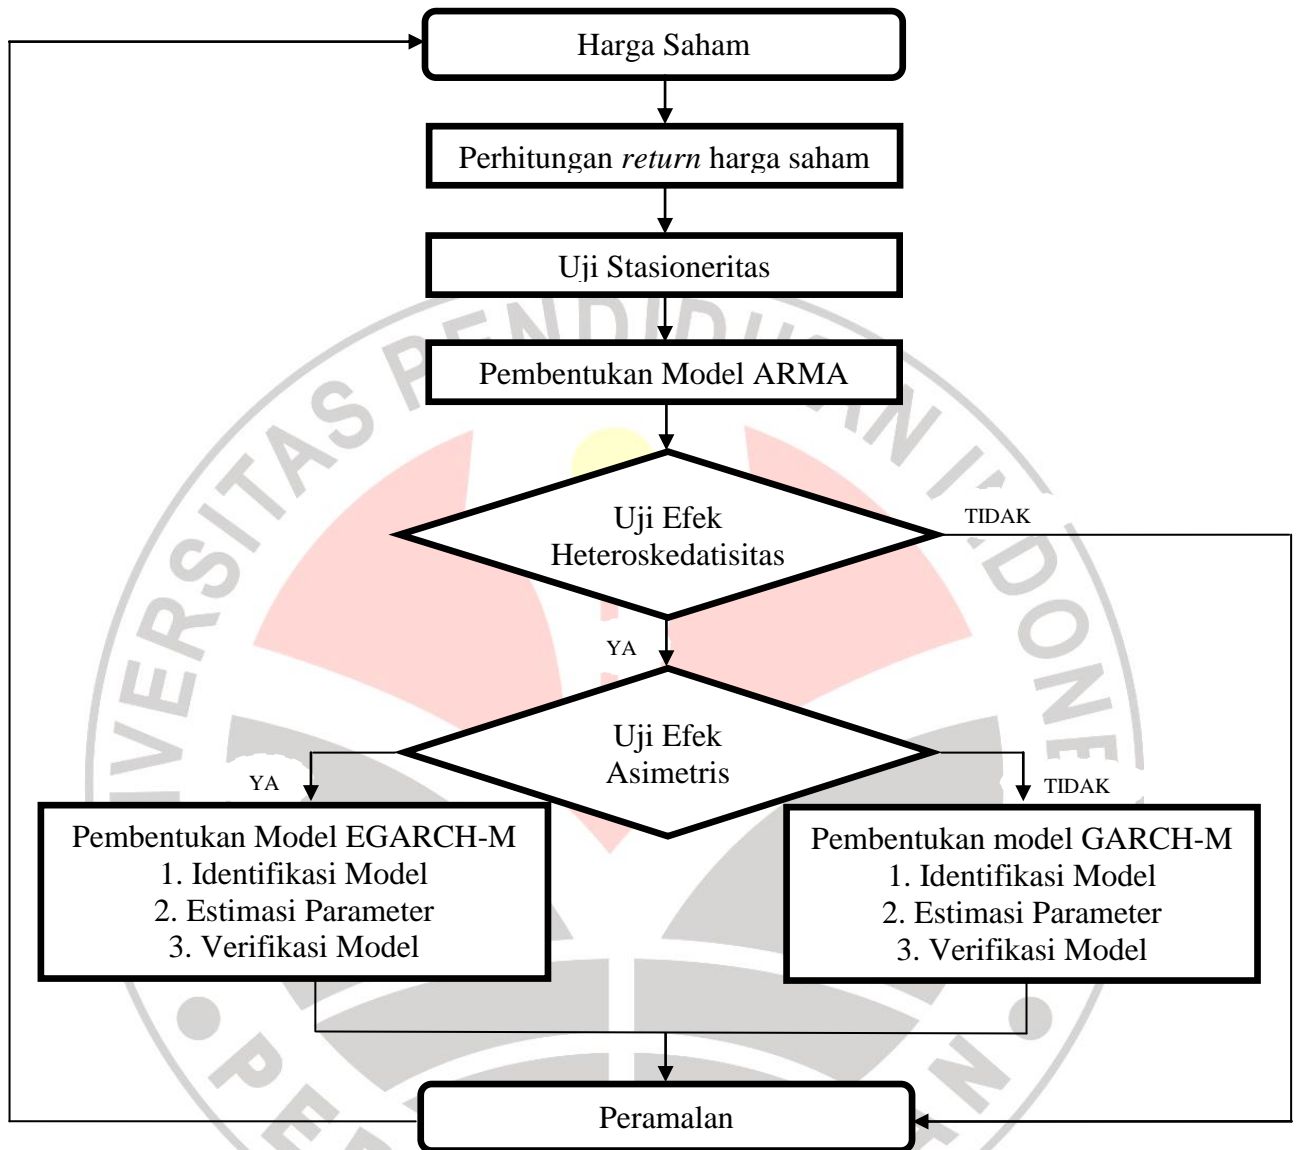 Harga Saham
Perhitungan return harga saham
Uji Stasioneritas
Pembentukan Model ARMA
Uji Efek
Heteroskedatisitas
TIDAK
YA
Uji Efek
Asimetris
YA
TIDAK
Pembentukan Model EGARCH-M
1. Identifikasi Model
2. Estimasi Parameter
3. Verifikasi Model
Pembentukan model GARCH-M
1. Identifikasi Model
2. Estimasi Parameter
3. Verifikasi Model
Peramalan